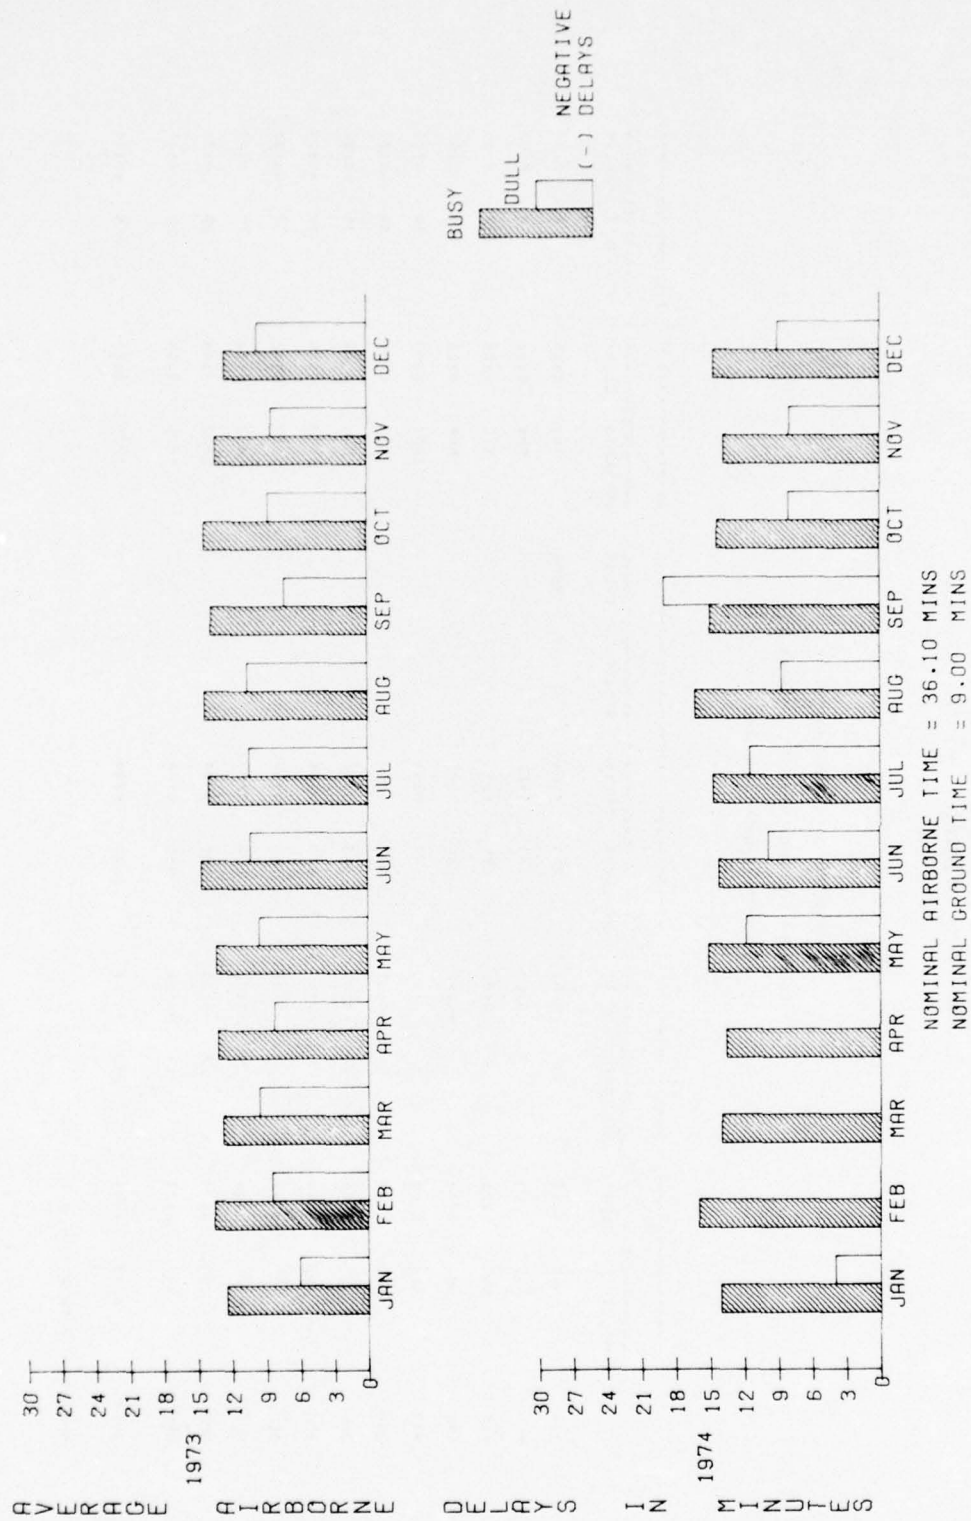 AVERAGE AIRBORNE DELAYS IN MINUTES
1973
30
27
24
21
18
15
12
9
6
3
0
JAN FEB MAR APR MAY JUN JUL AUG SEP OCT NOV DEC
BUSY
DULL
(-) NEGATIVE
DELAYS
1974
30
27
24
21
18
15
12
9
6
3
0
JAN FEB MAR APR MAY JUN JUL AUG SEP OCT NOV DEC
NOMINAL AIRBORNE TIME = 36.10 MINS
NOMINAL GROUND TIME = 9.00 MINS